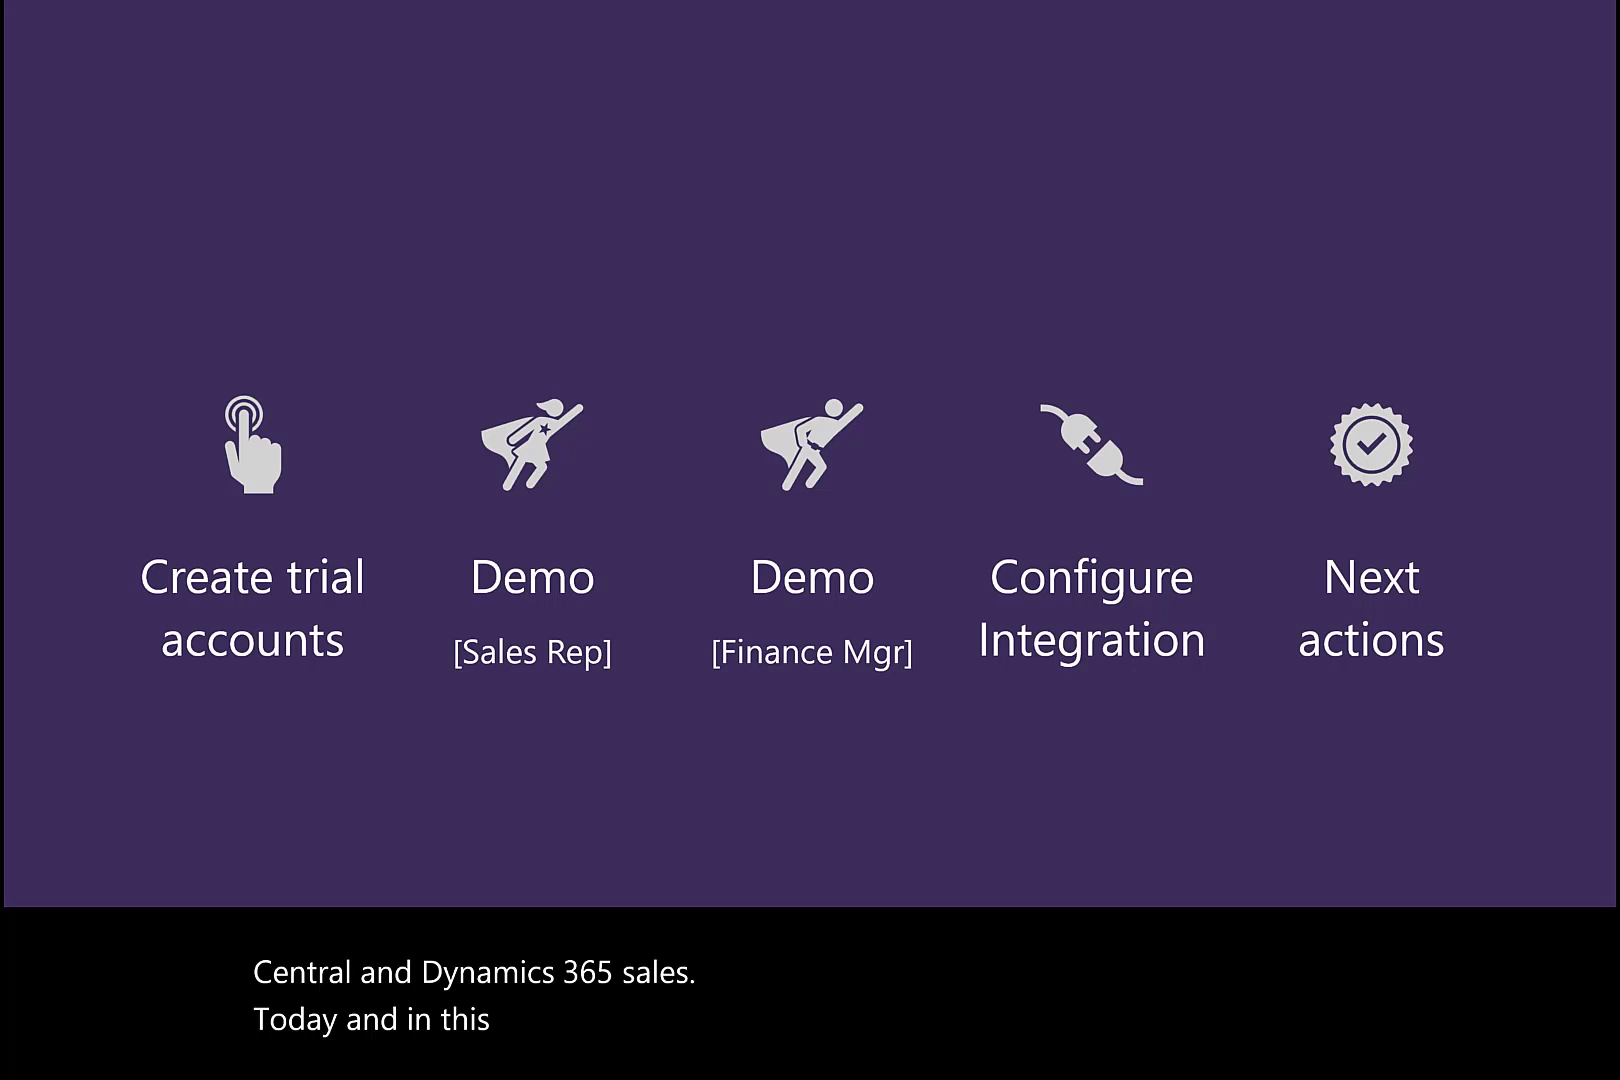 Create trial
accounts
Demo
[Sales Rep]
Demo
[Finance Mgr]
Configure
Integration
Next
actions
Central and Dynamics 365 sales.
Today and in this